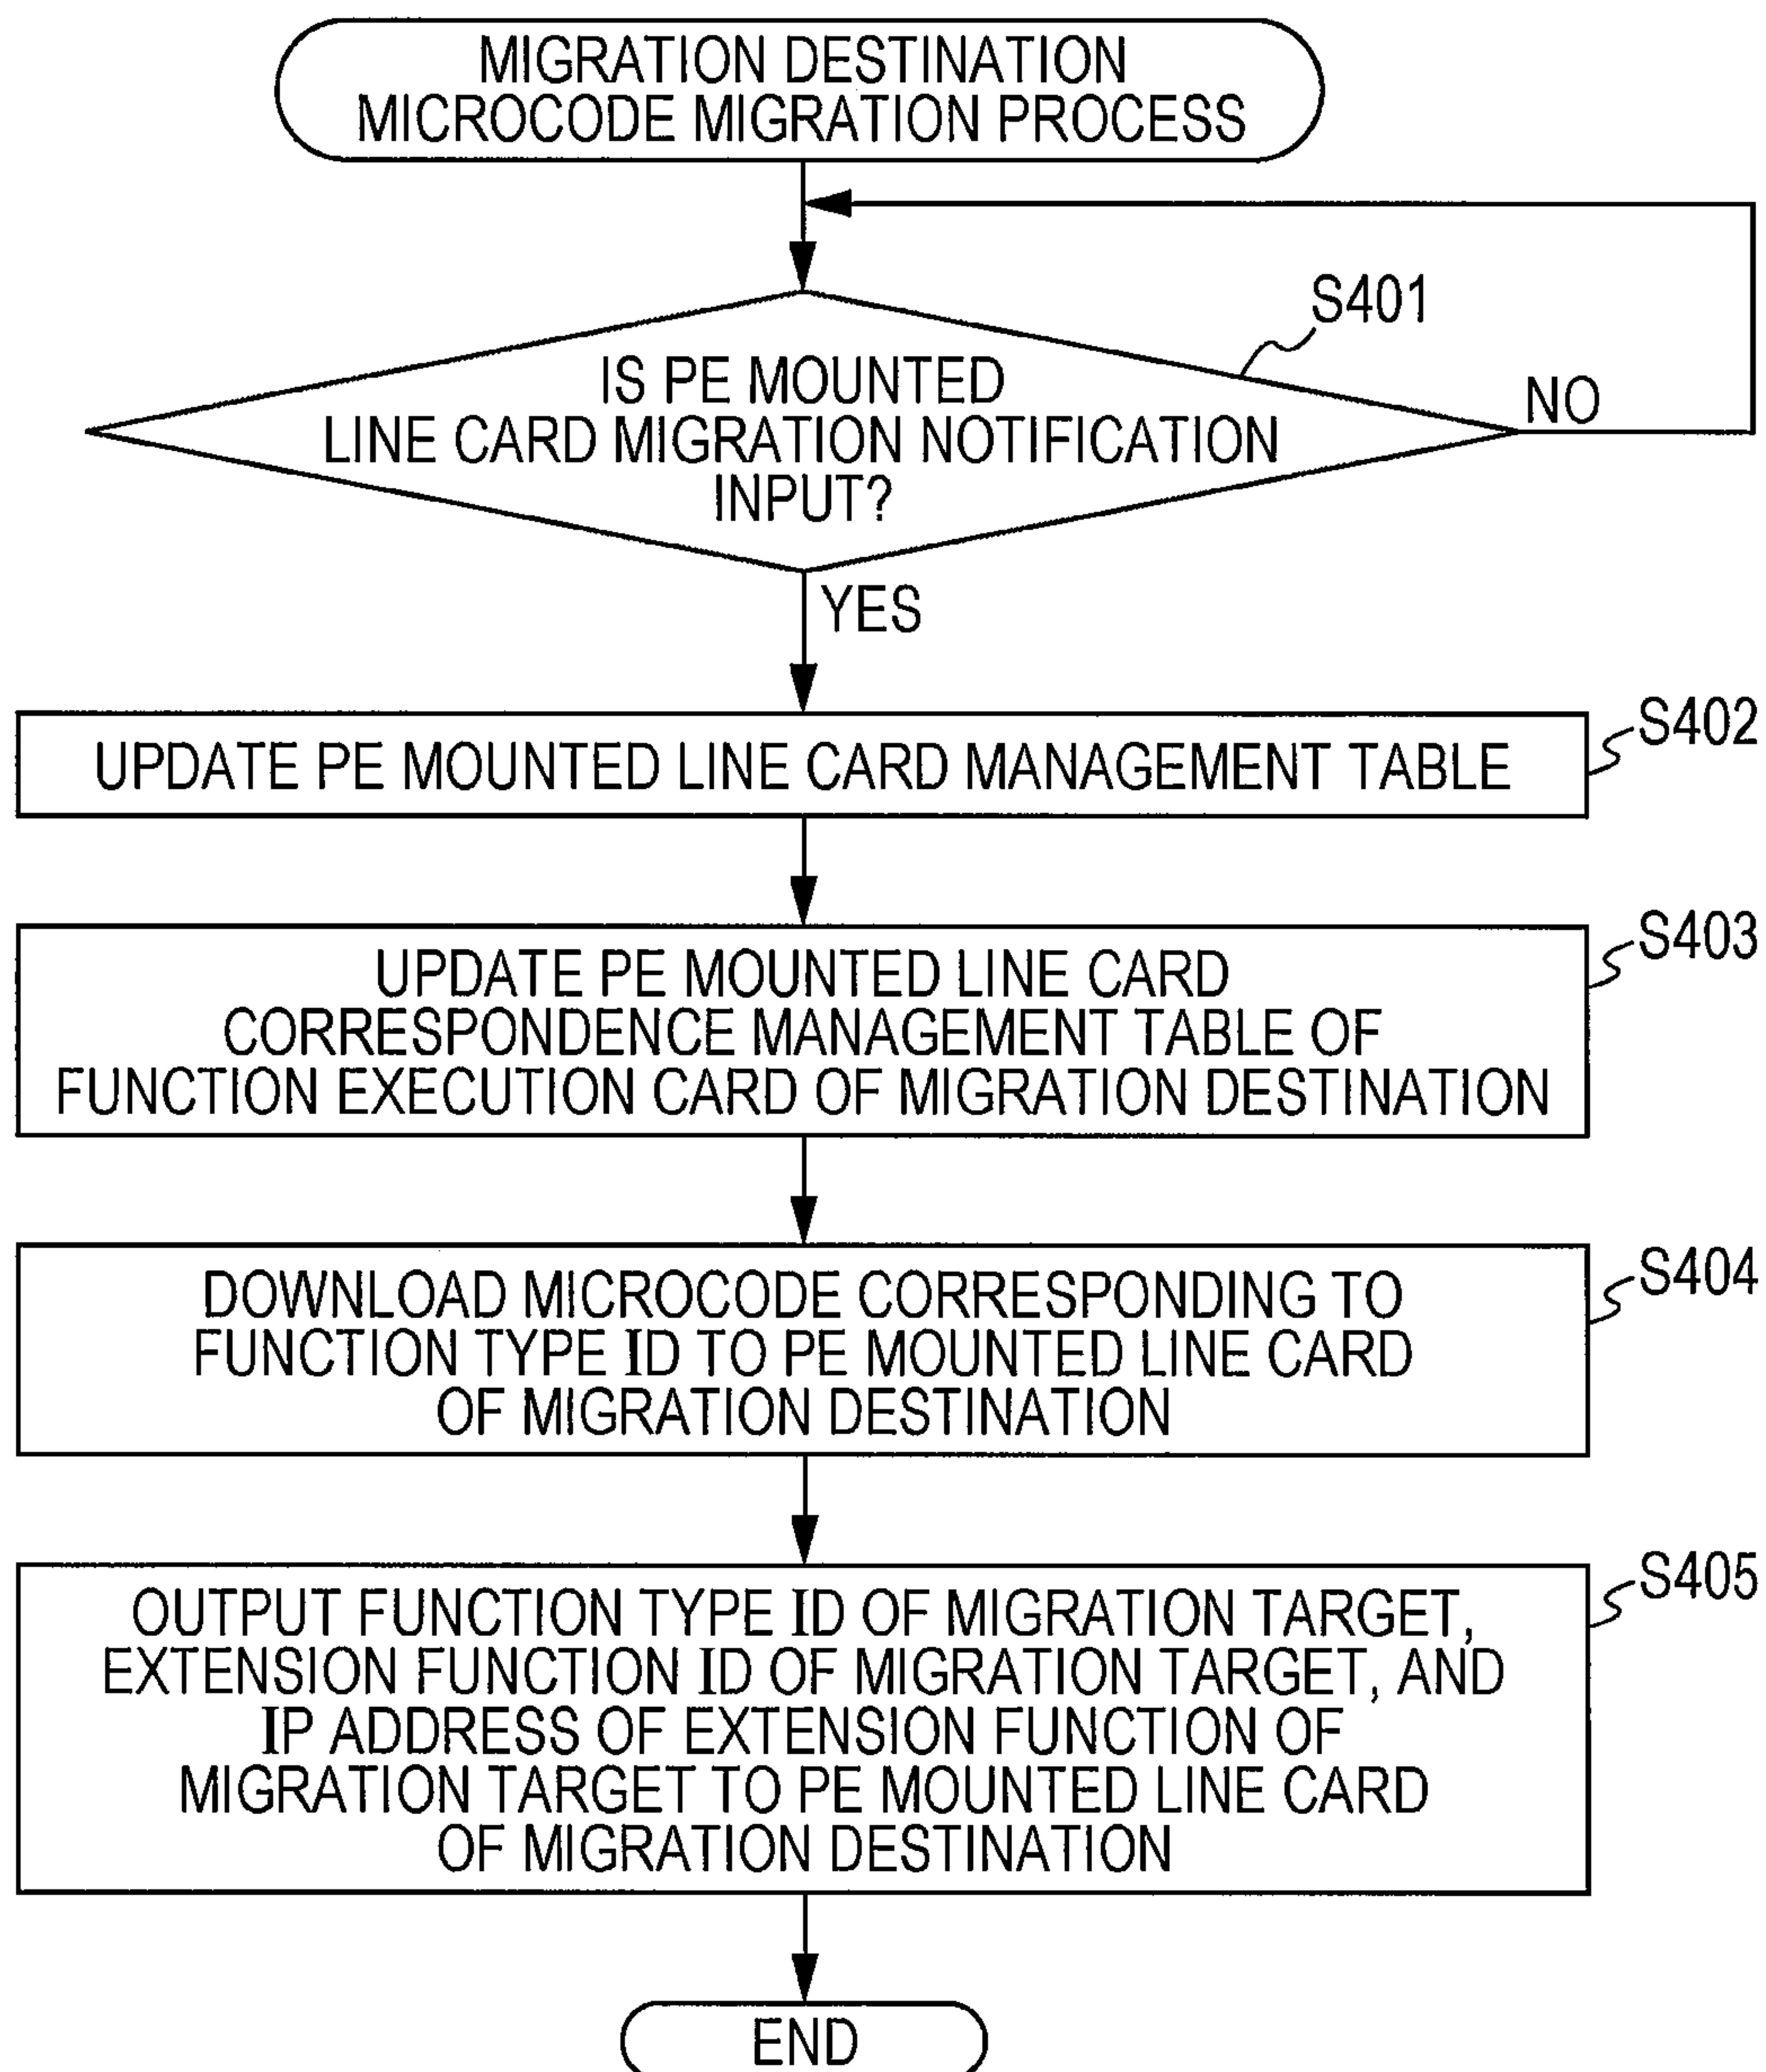 MIGRATION DESTINATION
MICROCODE MIGRATION PROCESS
S401
IS PE MOUNTED
LINE CARD MIGRATION NOTIFICATION
INPUT?
NO
YES
S402
UPDATE PE MOUNTED LINE CARD MANAGEMENT TABLE
S403
UPDATE PE MOUNTED LINE CARD
CORRESPONDENCE MANAGEMENT TABLE OF
FUNCTION EXECUTION CARD OF MIGRATION DESTINATION
S404
DOWNLOAD MICROCODE CORRESPONDING TO
FUNCTION TYPE ID TO PE MOUNTED LINE CARD
OF MIGRATION DESTINATION
S405
OUTPUT FUNCTION TYPE ID OF MIGRATION TARGET,
EXTENSION FUNCTION ID OF MIGRATION TARGET, AND
IP ADDRESS OF EXTENSION FUNCTION OF
MIGRATION TARGET TO PE MOUNTED LINE CARD
OF MIGRATION DESTINATION
END